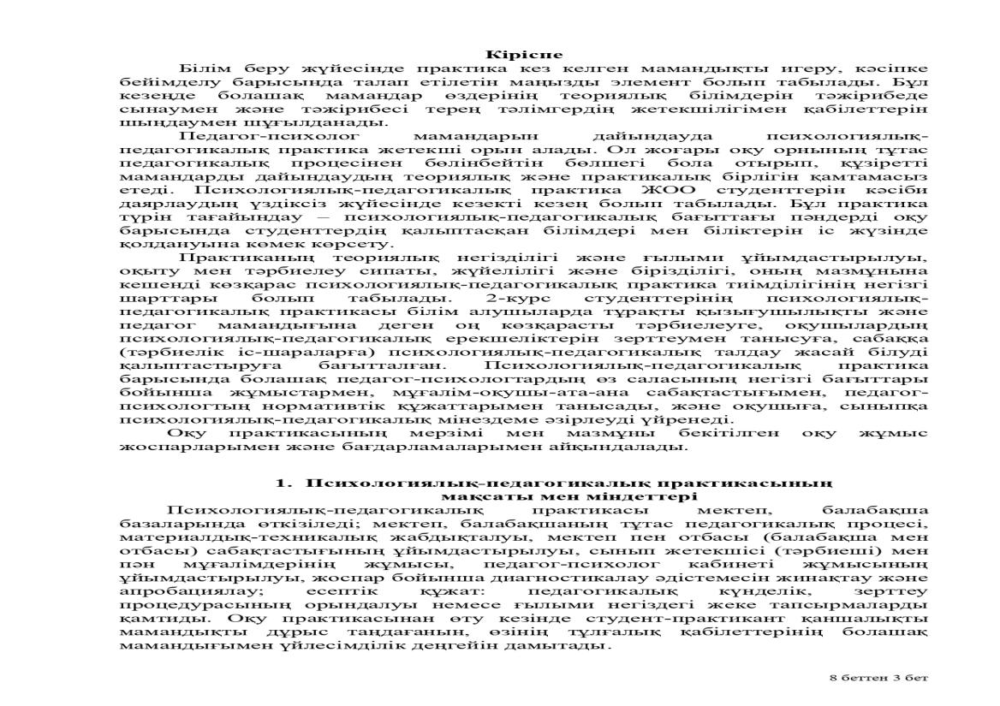 Кіріспе
Білім беру жүйесінде практика кез келген мамандықты игеру, кәсіпке
бейімделу барысында талап етілетін маңызды элемент болып табылады. Бұл
кезеңде болашақ мамандар өздерінің теориялық білімдерін тәжірибеде
сынаумен және тәжірибесі терең тәлімгердің жетекшілігімен қабілеттерін
шыңдаумен шұғылданады.
Педагог-психолог мамандарын дайындауда психологиялық-
педагогикалық практика жетекші орын алады. Ол жоғары оқу орнының тұтас
педагогикалық процесінен бөлінбейтін бөлшегі бола отырып, құзіретті
мамандарды дайындаудың теориялық және практикалық бірлігін қамтамасыз
етеді. Психологиялық-педагогикалық практика ЖОО студенттерін кәсіби
даярлаудың үздіксіз жүйесінде кезекті кезең болып табылады. Бұл практика
түрін тағайындау – психологиялық-педагогикалық бағыттағы пәндерді оқу
барысында студенттердің қалыптасқан білімдері мен біліктерін іс жүзінде
қолдануына көмек көрсету.
Практиканың теориялық негізділігі және ғылыми ұйымдастырылуы,
оқыту мен тәрбиелеу сипаты, жүйелілігі және бірізділігі, оның мазмұнына
кешенді көзқарас психологиялық-педагогикалық практика тиімділігінің негізгі
шарттары болып табылады. 2-курс студенттерінің психологиялық-
педагогикалық практикасы білім алушыларда тұрақты қызығушылықты және
педагог мамандығына деген оң көзқарасты тәрбиелеуге, оқушылардың
психологиялық-педагогикалық ерекшеліктерін зерттеумен танысуға, сабаққа
(тәрбиелік іс-шараларға) психологиялық-педагогикалық талдау жасай білуді
қалыптастыруға бағытталған. Психологиялық-педагогикалық практика
барысында болашақ педагог-психологтардың өз саласының негізгі бағыттары
бойынша жұмыстармен, мұғалім-оқушы-ата-ана сабақтастығымен, педагог-
психологтың нормативтік құжаттарымен танысады, және оқушыға, сыныпқа
психологиялық-педагогикалық мінездеме әзірлеуді үйренеді.
Оқу практикасының мерзімі мен мазмұны бекітілген оқу жұмыс
жоспарларымен және бағдарламаларымен айқындалады.
1. Психологиялық-педагогикалық практикасының
мақсаты мен міндеттері
Психологиялық-педагогикалық практикасы мектеп, балабақша
базаларында өткізіледі; мектеп, балабақшаның тұтас педагогикалық процесі,
материалдық-техникалық жабдықталуы, мектеп пен отбасы (балабақша мен
отбасы) сабақтастығының ұйымдастырылуы, сынып жетекшісі (тәрбиеші) мен
пән мұғалімдерінің жұмысы, педагог-психолог кабинеті жұмысының
ұйымдастырылуы, жоспар бойынша диагностикалау әдістемесін жинақтау және
апробациялау; есептік құжат: педагогикалық күнделік, зерттеу
процедурасының орындалуы немесе ғылыми негіздегі жеке тапсырмаларды
қамтиды. Оқу практикасынан өту кезінде студент-практикант қаншалықты
мамандықты дұрыс таңдағанын, өзінің тұлғалық қабілеттерінің болашақ
мамандығымен үйлесімділік деңгейін дамытады.
8 беттен 3 бет